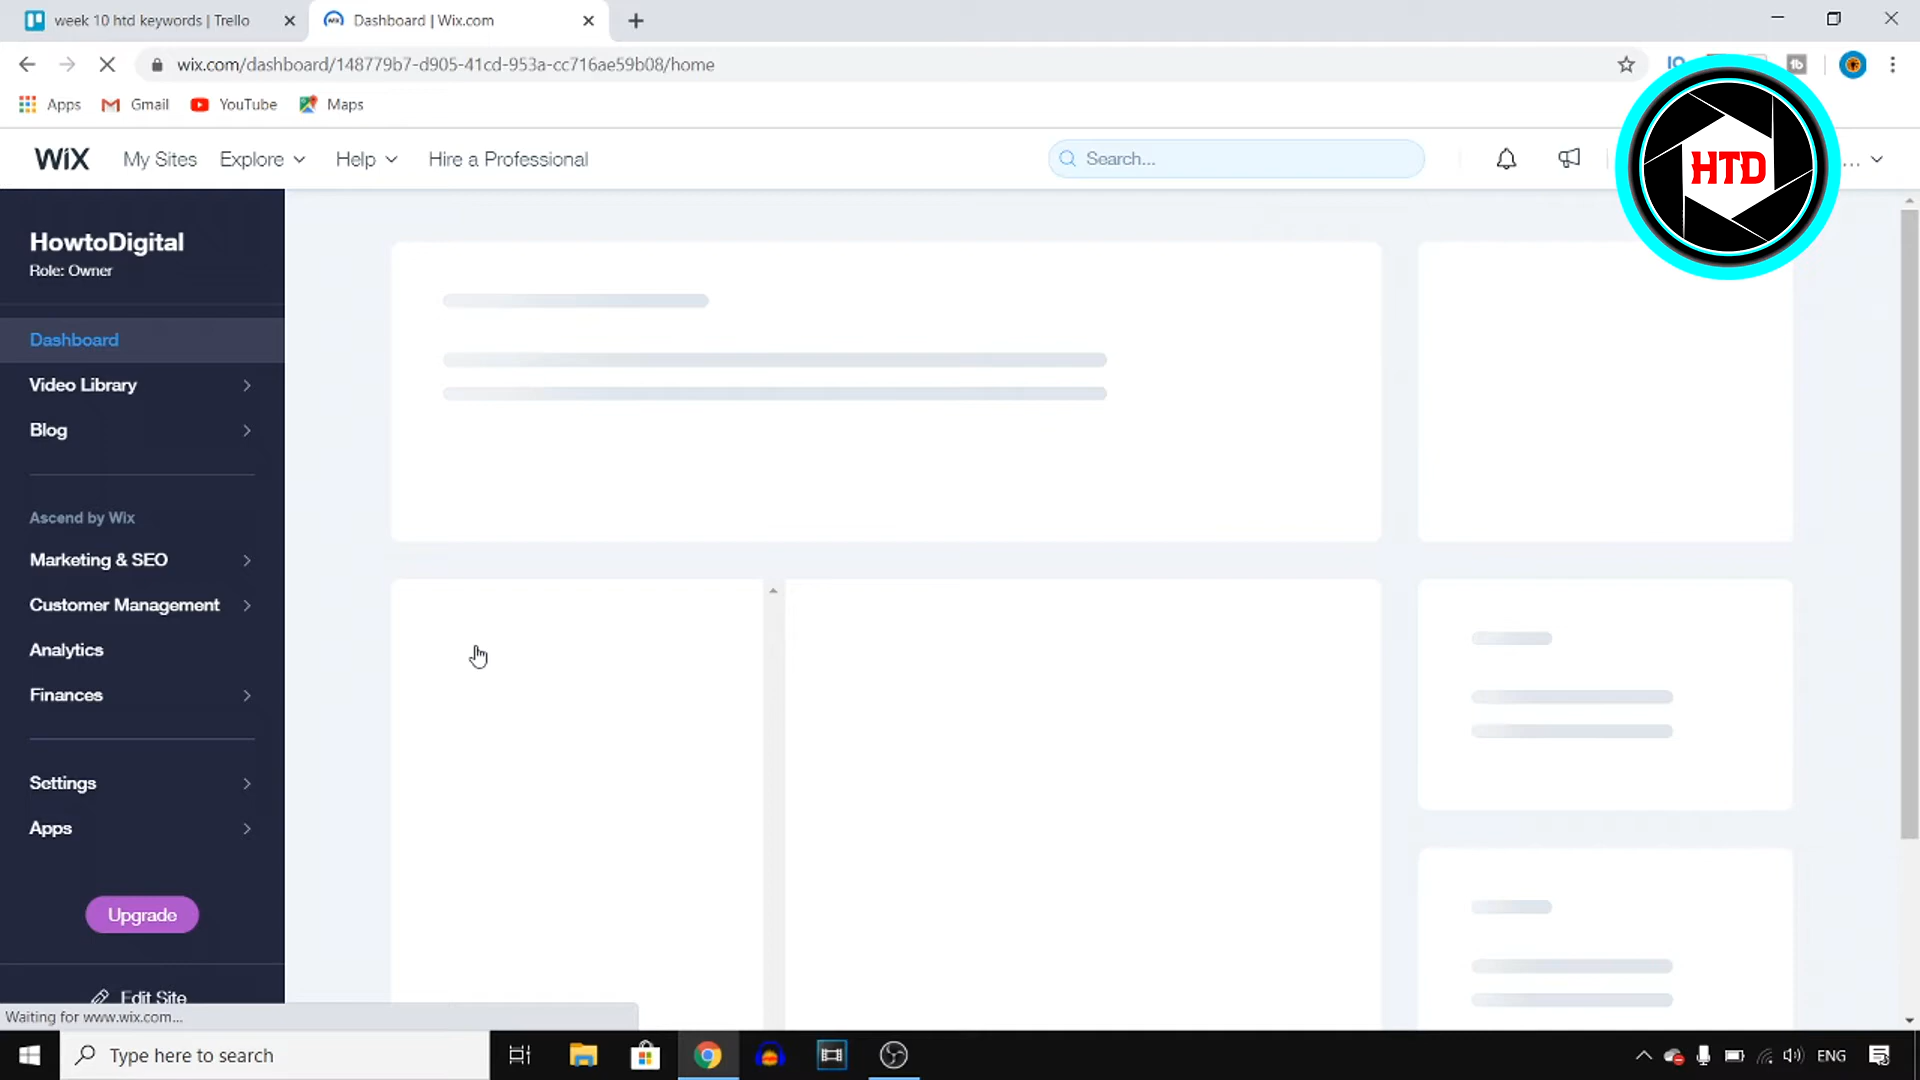 week 10 htd keywords | Trello
Dashboard | Wix.com
wix.com/dashboard/148779b7-d905-41cd-953a-cc716ae59b08/home
Apps
Gmail
YouTube
Maps
WiX
My Sites
Explore
Help
Hire a Professional
Search...
HTD
HowtoDigital
Role: Owner
Dashboard
Video Library
Blog
Ascend by Wix
Marketing & SEO
Customer Management
Analytics
Finances
Settings
Apps
Upgrade
Edit Site
Waiting for www.wix.com...
Type here to search
ENG